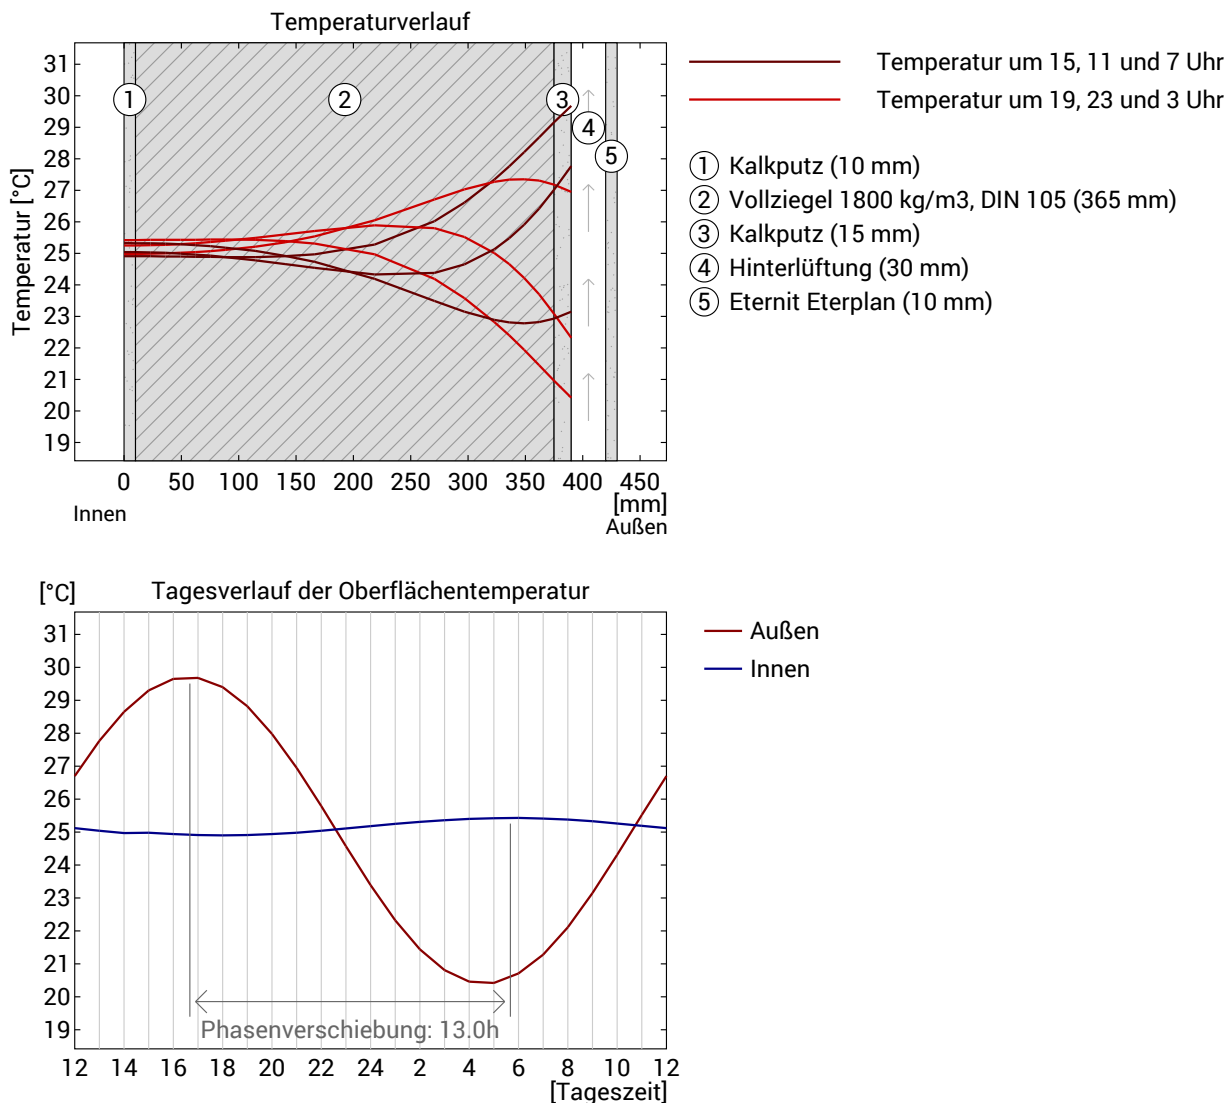 Temperaturverlauf
Temperatur [°C]
31
30
29
28
27
26
25
24
23
22
21
20
19
1
2
3
4
5
0 50 100 150 200 250 300 350 400 450
[mm]
Innen
Außen
Temperatur um 15, 11 und 7 Uhr
Temperatur um 19, 23 und 3 Uhr
1 Kalkputz (10 mm)
2 Vollziegel 1800 kg/m3, DIN 105 (365 mm)
3 Kalkputz (15 mm)
4 Hinterlüftung (30 mm)
5 Eternit Eterplan (10 mm)
[°C] Tagesverlauf der Oberflächentemperatur
31
30
29
28
27
26
25
24
23
22
21
20
19
Phasenverschiebung: 13.0h
12 14 16 18 20 22 24 2 4 6 8 10 12
[Tageszeit]
Außen
Innen